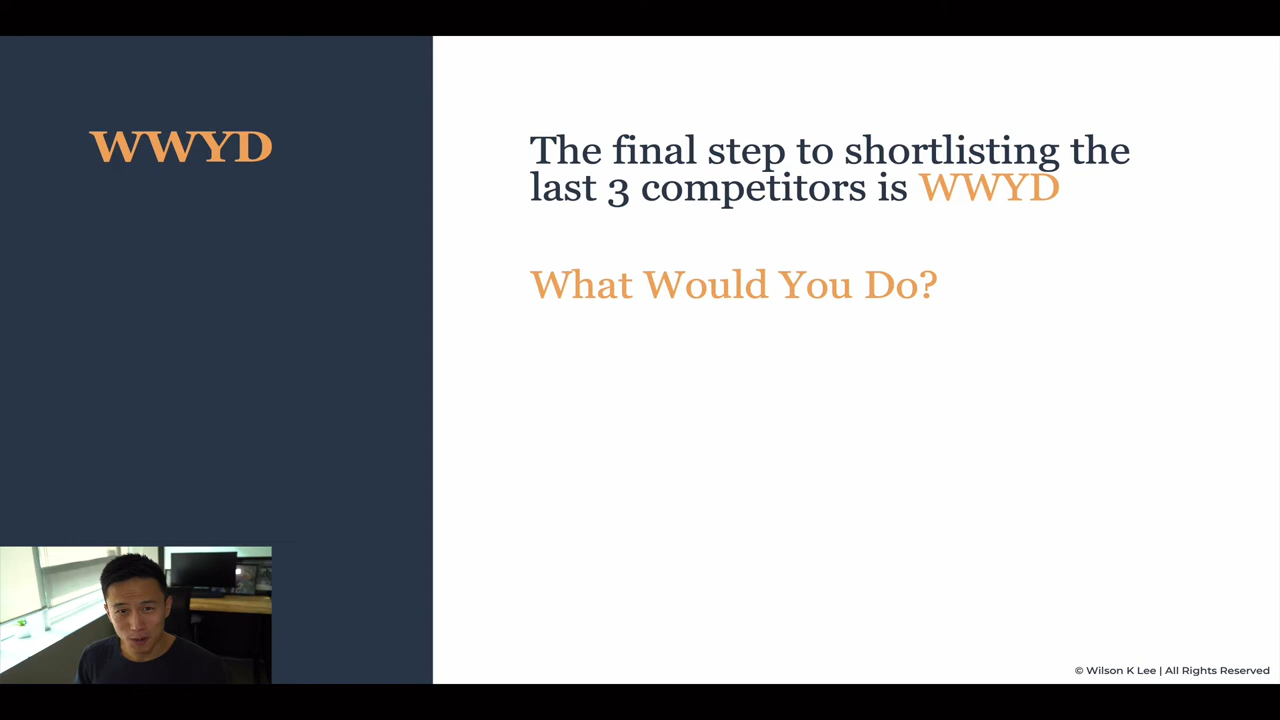 WWYD
The final step to shortlisting the
last 3 competitors is WWYD
What Would You Do?
© Wilson K Lee | All Rights Reserved